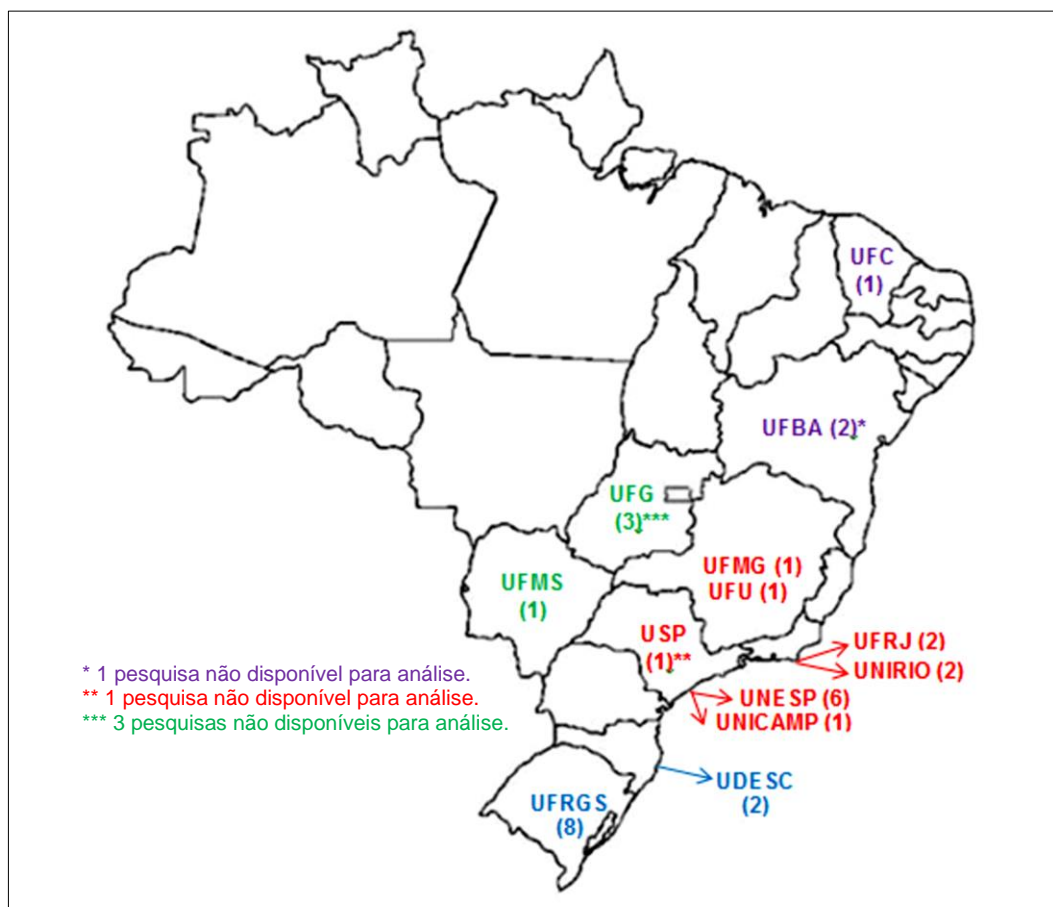 UFC
(1)
UFBA (2)*
UFG
(3)***
UFMG (1)
UFU (1)
UFMS
(1)
USP
(1)**
UFRJ (2)
UNIRIO (2)
* 1 pesquisa não disponível para análise.
** 1 pesquisa não disponível para análise.
*** 3 pesquisas não disponíveis para análise.
UNESP (6)
UNICAMP (1)
UDESC
(2)
UFRGS
(8)